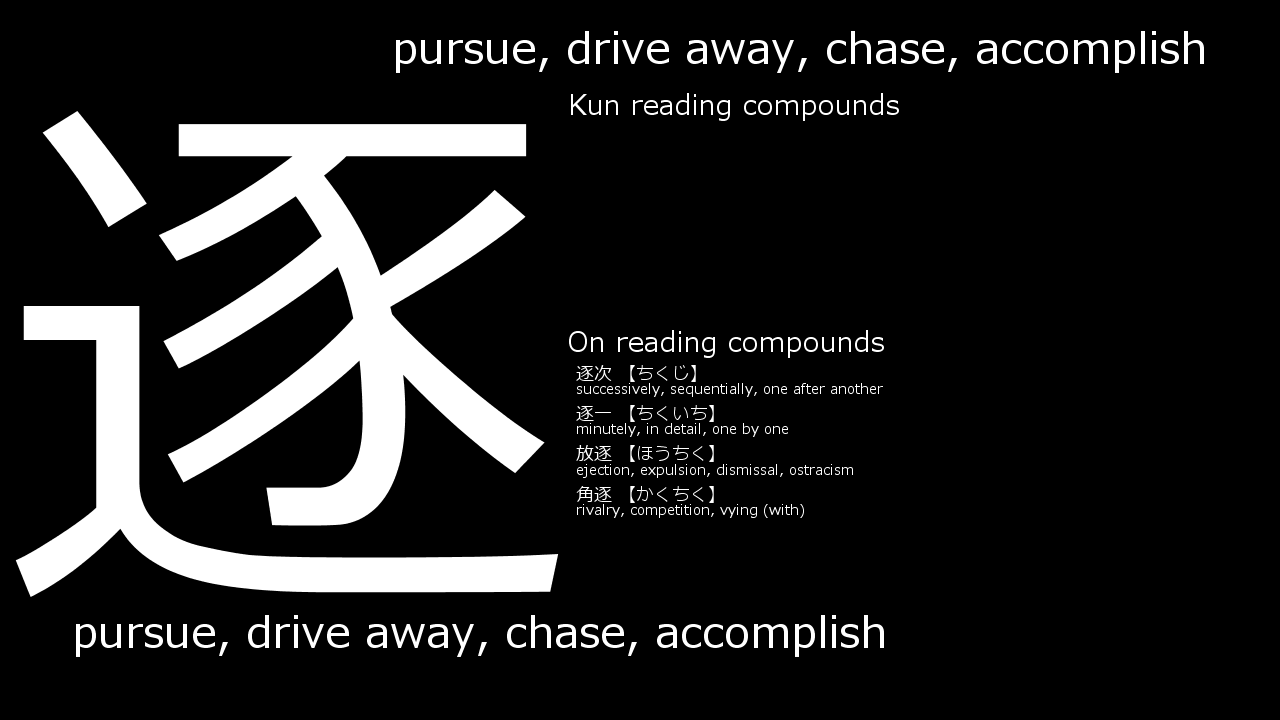 pursue, drive away, chase, accomplish
逐
Kun reading compounds
On reading compounds
逐次 【ちくじ】
successively, sequentially, one after another
逐一 【ちくいち】
minutely, in detail, one by one
放逐 【ほうちく】
ejection, expulsion, dismissal, ostracism
角逐 【かくちく】
rivalry, competition, vying (with)
pursue, drive away, chase, accomplish